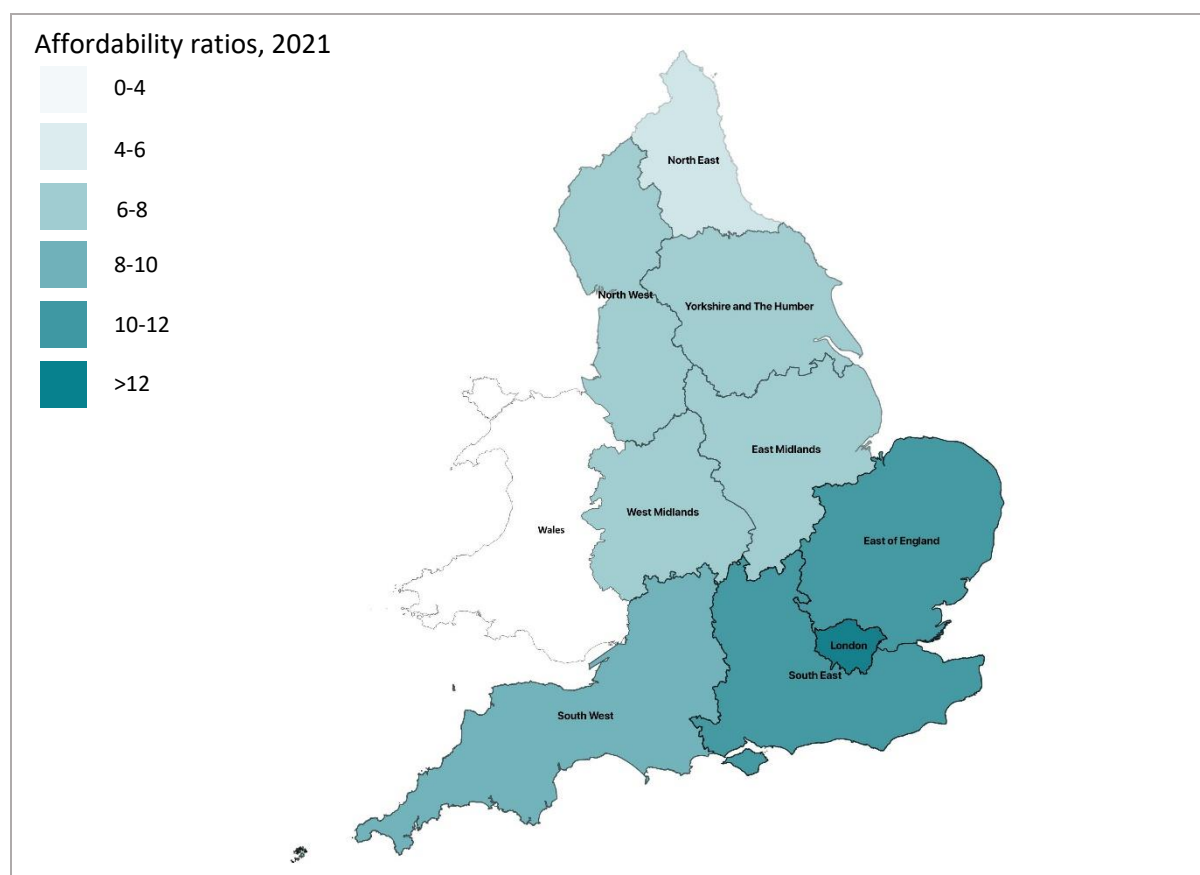 Affordability ratios, 2021
0-4
4-6
6-8
8-10
10-12
>12
North East
North West
Yorkshire and The Humber
East Midlands
West Midlands
Wales
East of England
London
South East
South West